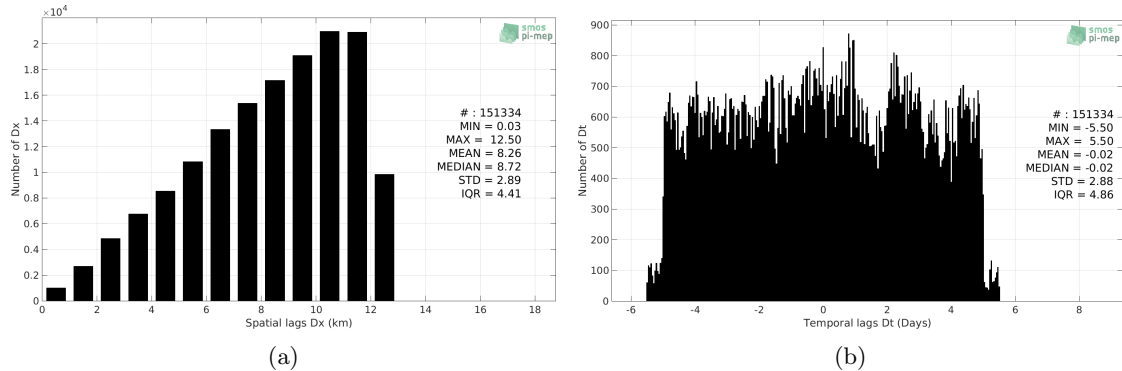 ×10⁴
2
1.8
1.6
1.4
1.2
1
0.8
0.6
0.4
0.2
0
Number of Dx
0 2 4 6 8 10 12 14 16 18
Spatial lags Dx (km)
smos
pi-mep
# : 151334
MIN = 0.03
MAX = 12.50
MEAN = 8.26
MEDIAN = 8.72
STD = 2.89
IQR = 4.41
(a)
900
800
700
600
500
400
300
200
100
0
Number of Dt
-6 -4 -2 0 2 4 6 8
Temporal lags Dt (Days)
smos
pi-mep
# : 151334
MIN = -5.50
MAX = 5.50
MEAN = -0.02
MEDIAN = -0.02
STD = 2.88
IQR = 4.86
(b)